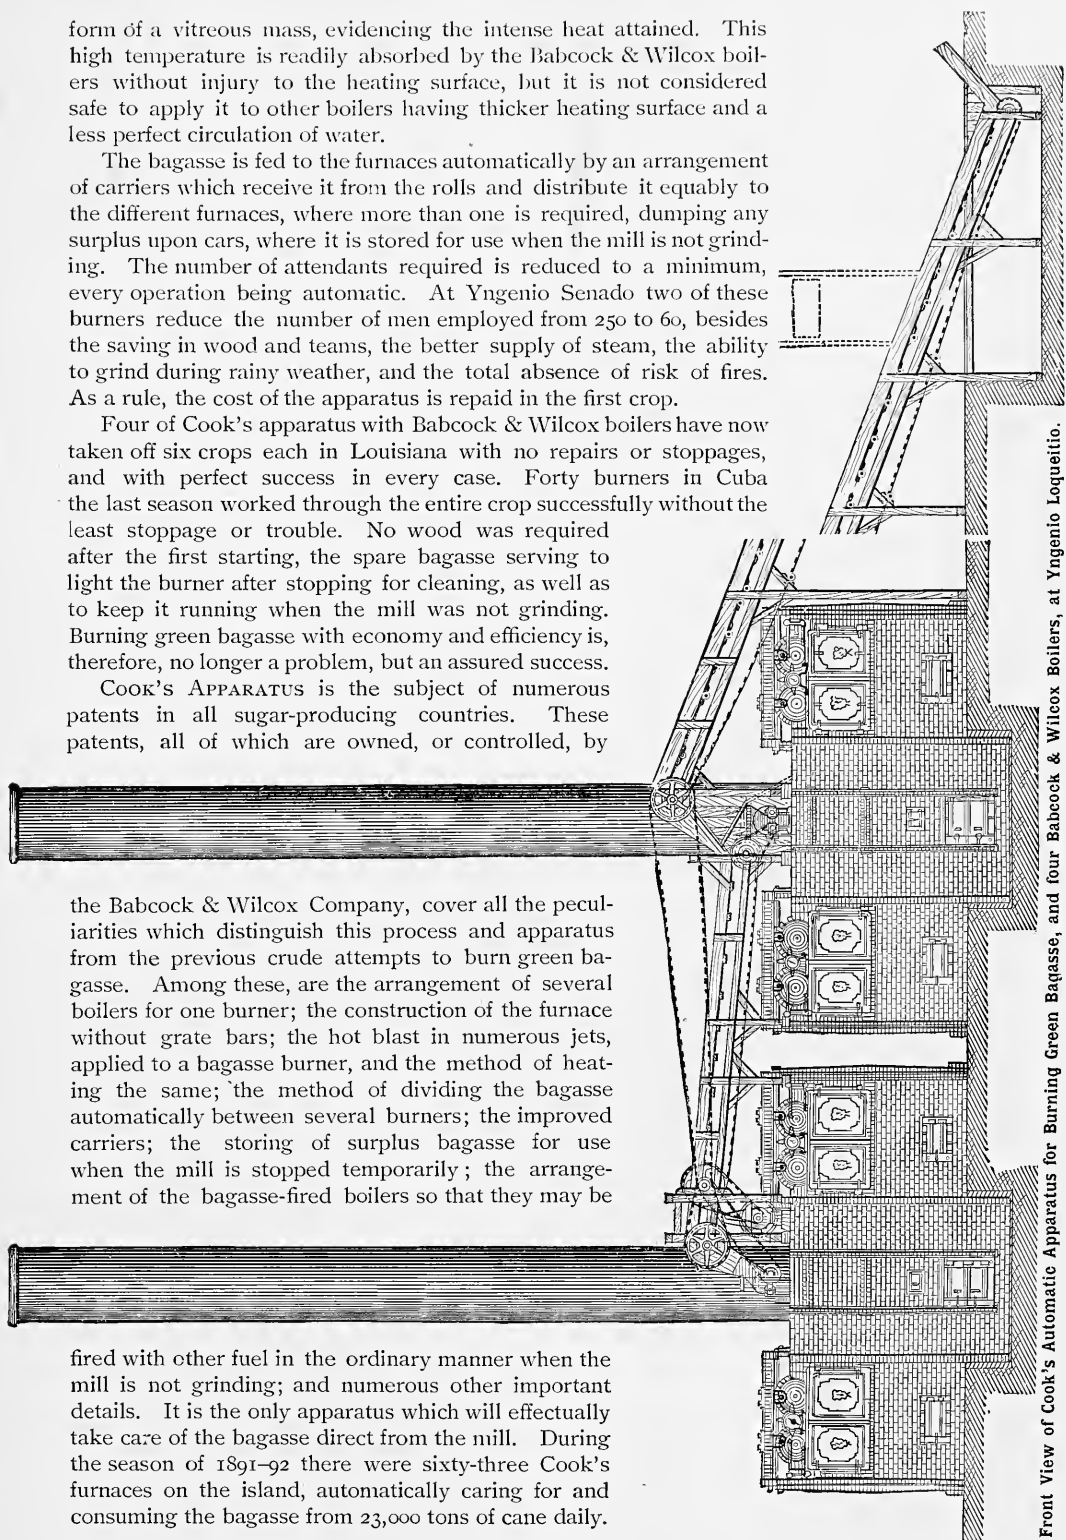 form of a vitreous mass, evidencing the intense heat attained. This
high temperature is readily absorbed by the Babcock & Wilcox boil-
ers without injury to the heating surface, but it is not considered
safe to apply it to other boilers having thicker heating surface and a
less perfect circulation of water.
The bagasse is fed to the furnaces automatically by an arrangement
of carriers which receive it from the rolls and distribute it equably to
the different furnaces, where more than one is required, dumping any
surplus upon cars, where it is stored for use when the mill is not grind-
ing. The number of attendants required is reduced to a minimum,
every operation being automatic. At Yngenio Senado two of these
burners reduce the number of men employed from 250 to 60, besides
the saving in wood and teams, the better supply of steam, the ability
to grind during rainy weather, and the total absence of risk of fires.
As a rule, the cost of the apparatus is repaid in the first crop.
Four of Cook's apparatus with Babcock & Wilcox boilers have now
taken off six crops each in Louisiana with no repairs or stoppages,
and with perfect success in every case. Forty burners in Cuba
the last season worked through the entire crop successfully without the
least stoppage or trouble. No wood was required
after the first starting, the spare bagasse serving to
light the burner after stopping for cleaning, as well as
to keep it running when the mill was not grinding.
Burning green bagasse with economy and efficiency is,
therefore, no longer a problem, but an assured success.
COOK'S APPARATUS is the subject of numerous
patents in all sugar-producing countries. These
patents, all of which are owned, or controlled, by
the Babcock & Wilcox Company, cover all the pecul-
iarities which distinguish this process and apparatus
from the previous crude attempts to burn green ba-
gasse. Among these, are the arrangement of several
boilers for one burner; the construction of the furnace
without grate bars; the hot blast in numerous jets,
applied to a bagasse burner, and the method of heat-
ing the same; the method of dividing the bagasse
automatically between several burners; the improved
carriers; the storing of surplus bagasse for use
when the mill is stopped temporarily; the arrange-
ment of the bagasse-fired boilers so that they may be
fired with other fuel in the ordinary manner when the
mill is not grinding; and numerous other important
details. It is the only apparatus which will effectually
take care of the bagasse direct from the mill. During
the season of 1891–92 there were sixty-three Cook's
furnaces on the island, automatically caring for and
consuming the bagasse from 23,000 tons of cane daily.
Front View of Cook's Automatic Apparatus for Burning Green Bagasse, and four Babcock & Wilcox Boilers, at Yngenio Loqueitio.